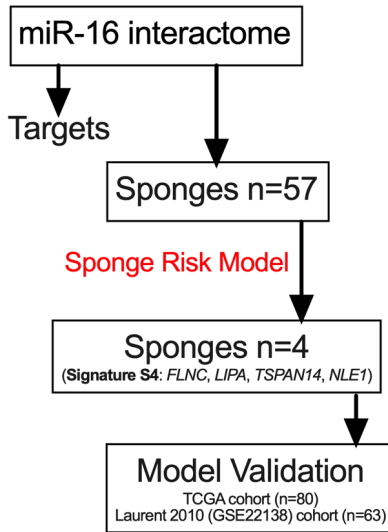 miR-16 interactome
Targets
Sponges n=57
Sponge Risk Model
Sponges n=4
(Signature S4: FLNC, LIPA, TSPAN14, NLE1)
Model Validation
TCGA cohort (n=80)
Laurent 2010 (GSE22138) cohort (n=63)